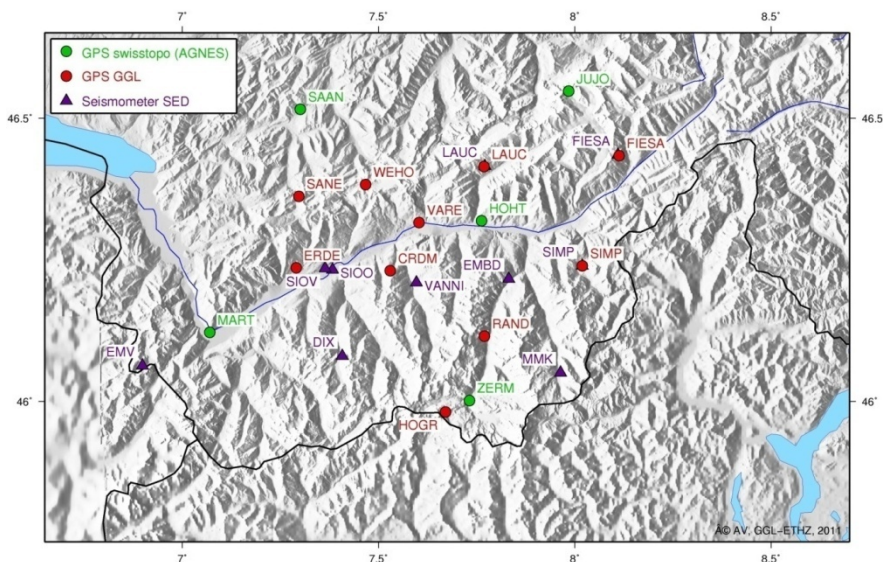 7˚ 7.5˚ 8˚ 8.5˚
GPS swisstopo (AGNES)
GPS GGL
Seismometer SED
JUJO
SAAN
46.5˚ 46.5˚
LAUC LAUC FIESA FIESA
SANE WEHO
VARE HOHT
ERDE CRDM EMBD SIMP SIMP
SIOV SIOO VANNI
MART RAND
EMV DIX MMK
ZERM
46˚ 46˚
HOGR
© AV, GGL−ETHZ, 2011
7˚ 7.5˚ 8˚ 8.5˚